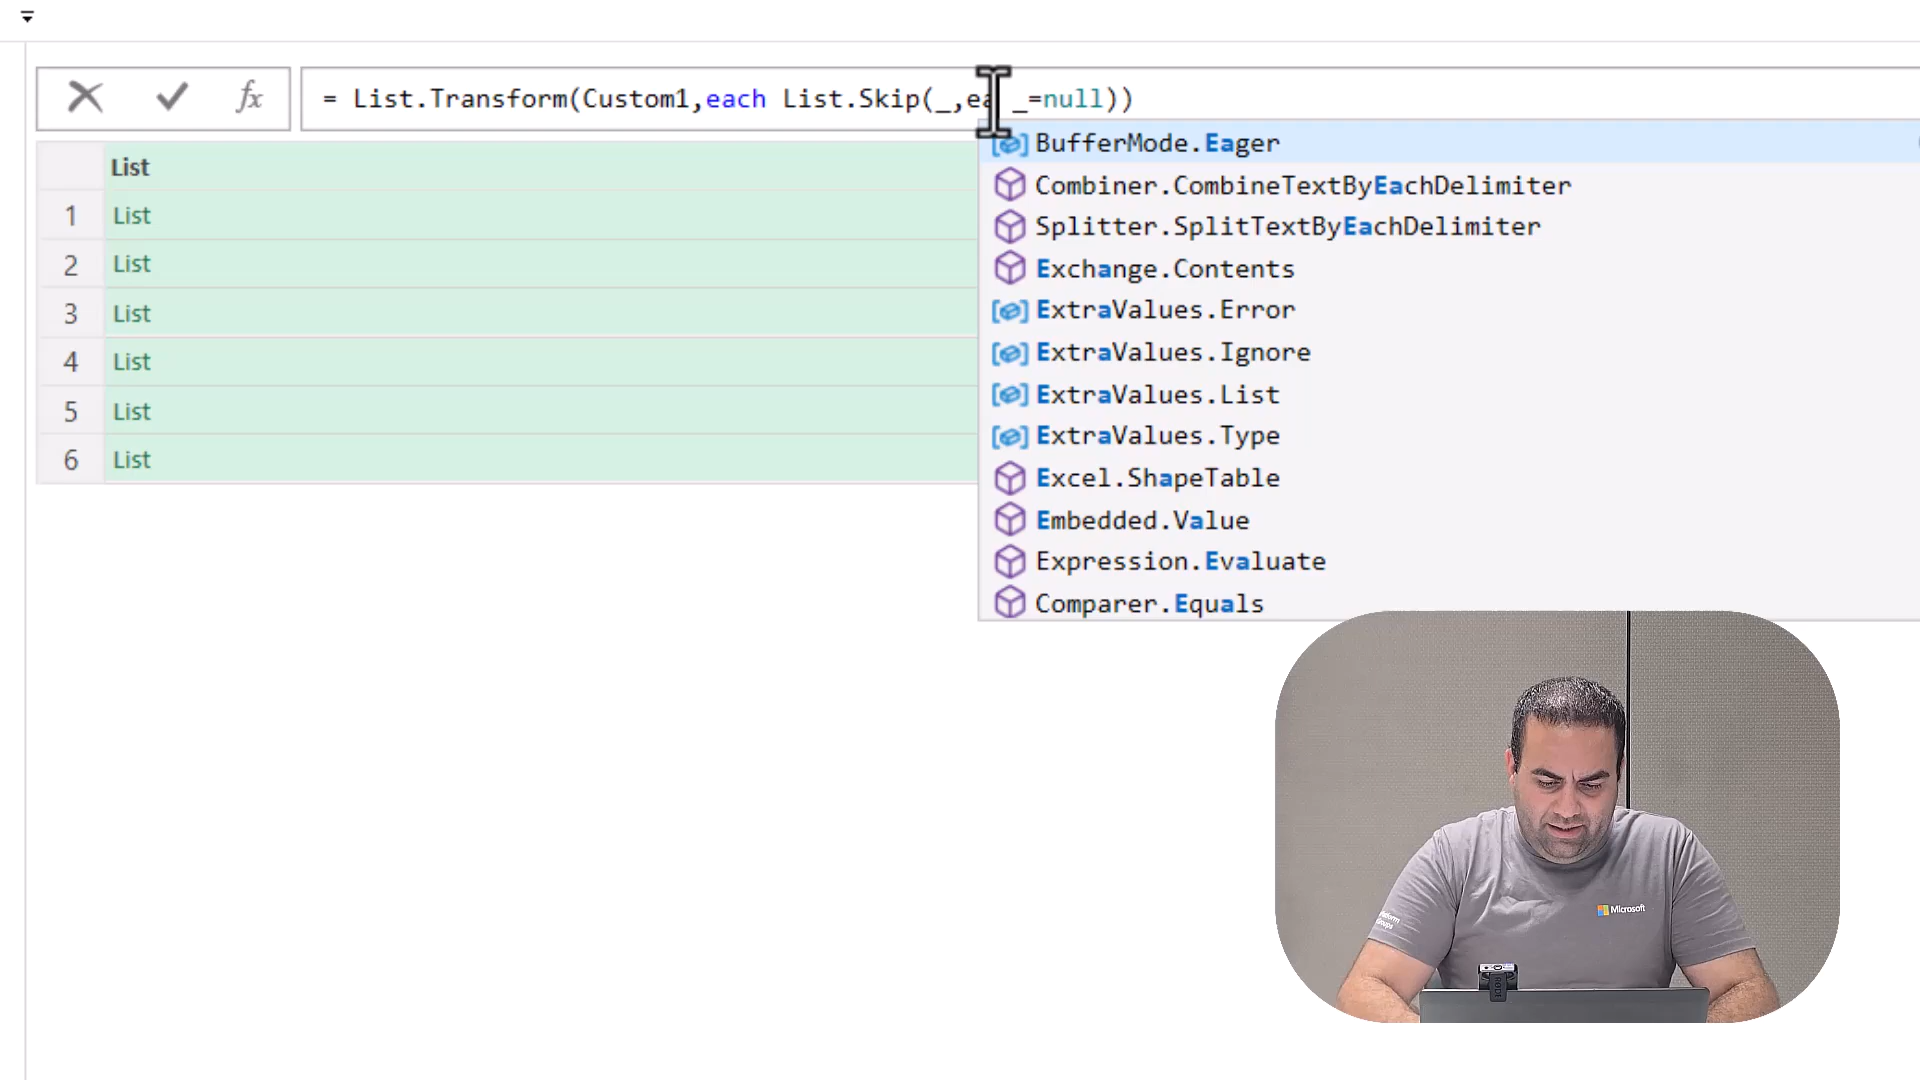 fx
= List.Transform(Custom1,each List.Skip(_,ea _=null))
List
1 List
2 List
3 List
4 List
5 List
6 List
BufferMode.Eager
Combiner.CombineTextByEachDelimiter
Splitter.SplitTextByEachDelimiter
Exchange.Contents
ExtraValues.Error
ExtraValues.Ignore
ExtraValues.List
ExtraValues.Type
Excel.ShapeTable
Embedded.Value
Expression.Evaluate
Comparer.Equals
Microsoft
RODE